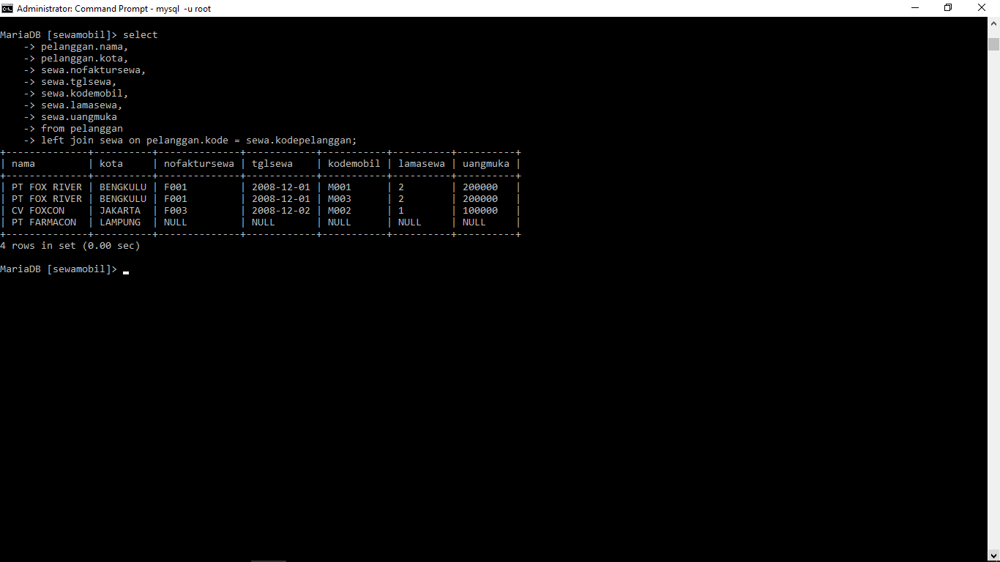 Administrator: Command Prompt - mysql  -u root
MariaDB [sewamobil]> select
    -> pelanggan.nama,
    -> pelanggan.kota,
    -> sewa.nofaktursewa,
    -> sewa.tglsewa,
    -> sewa.kodemobil,
    -> sewa.lamasewa,
    -> sewa.uangmuka
    -> from pelanggan
    -> left join sewa on pelanggan.kode = sewa.kodepelanggan;
+--------------+----------+--------------+------------+-----------+----------+----------+
| nama         | kota     | nofaktursewa | tglsewa    | kodemobil | lamasewa | uangmuka |
+--------------+----------+--------------+------------+-----------+----------+----------+
| PT FOX RIVER | BENGKULU | F001         | 2008-12-01 | M001      | 2        | 200000   |
| PT FOX RIVER | BENGKULU | F001         | 2008-12-01 | M003      | 2        | 200000   |
| CV FOXCON    | JAKARTA  | F003         | 2008-12-02 | M002      | 1        | 100000   |
| PT FARMACON  | LAMPUNG  | NULL         | NULL       | NULL      | NULL     | NULL     |
+--------------+----------+--------------+------------+-----------+----------+----------+
4 rows in set (0.00 sec)
MariaDB [sewamobil]>